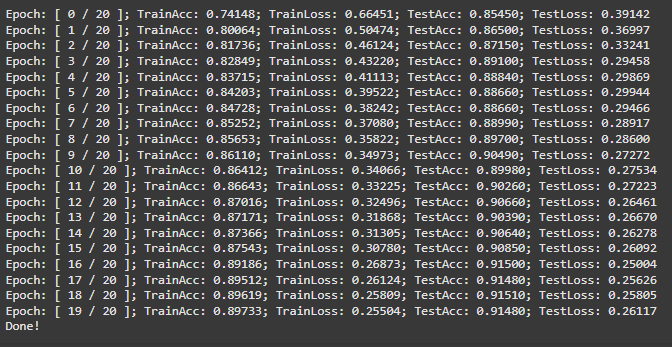 Epoch: [ 0 / 20 ]; TrainAcc: 0.74148; TrainLoss: 0.66451; TestAcc: 0.85450; TestLoss: 0.39142
Epoch: [ 1 / 20 ]; TrainAcc: 0.80064; TrainLoss: 0.50474; TestAcc: 0.86500; TestLoss: 0.36997
Epoch: [ 2 / 20 ]; TrainAcc: 0.81736; TrainLoss: 0.46124; TestAcc: 0.87150; TestLoss: 0.33241
Epoch: [ 3 / 20 ]; TrainAcc: 0.82849; TrainLoss: 0.43220; TestAcc: 0.89100; TestLoss: 0.29458
Epoch: [ 4 / 20 ]; TrainAcc: 0.83715; TrainLoss: 0.41113; TestAcc: 0.88840; TestLoss: 0.29869
Epoch: [ 5 / 20 ]; TrainAcc: 0.84203; TrainLoss: 0.39522; TestAcc: 0.88660; TestLoss: 0.29944
Epoch: [ 6 / 20 ]; TrainAcc: 0.84728; TrainLoss: 0.38242; TestAcc: 0.88660; TestLoss: 0.29466
Epoch: [ 7 / 20 ]; TrainAcc: 0.85252; TrainLoss: 0.37080; TestAcc: 0.88990; TestLoss: 0.28917
Epoch: [ 8 / 20 ]; TrainAcc: 0.85653; TrainLoss: 0.35822; TestAcc: 0.89700; TestLoss: 0.28600
Epoch: [ 9 / 20 ]; TrainAcc: 0.86110; TrainLoss: 0.34973; TestAcc: 0.90490; TestLoss: 0.27272
Epoch: [ 10 / 20 ]; TrainAcc: 0.86412; TrainLoss: 0.34066; TestAcc: 0.89980; TestLoss: 0.27534
Epoch: [ 11 / 20 ]; TrainAcc: 0.86643; TrainLoss: 0.33225; TestAcc: 0.90260; TestLoss: 0.27223
Epoch: [ 12 / 20 ]; TrainAcc: 0.87016; TrainLoss: 0.32496; TestAcc: 0.90660; TestLoss: 0.26461
Epoch: [ 13 / 20 ]; TrainAcc: 0.87171; TrainLoss: 0.31868; TestAcc: 0.90390; TestLoss: 0.26670
Epoch: [ 14 / 20 ]; TrainAcc: 0.87366; TrainLoss: 0.31305; TestAcc: 0.90640; TestLoss: 0.26278
Epoch: [ 15 / 20 ]; TrainAcc: 0.87543; TrainLoss: 0.30780; TestAcc: 0.90850; TestLoss: 0.26092
Epoch: [ 16 / 20 ]; TrainAcc: 0.89186; TrainLoss: 0.26873; TestAcc: 0.91500; TestLoss: 0.25004
Epoch: [ 17 / 20 ]; TrainAcc: 0.89512; TrainLoss: 0.26124; TestAcc: 0.91480; TestLoss: 0.25626
Epoch: [ 18 / 20 ]; TrainAcc: 0.89619; TrainLoss: 0.25809; TestAcc: 0.91510; TestLoss: 0.25805
Epoch: [ 19 / 20 ]; TrainAcc: 0.89733; TrainLoss: 0.25504; TestAcc: 0.91480; TestLoss: 0.26117
Done!